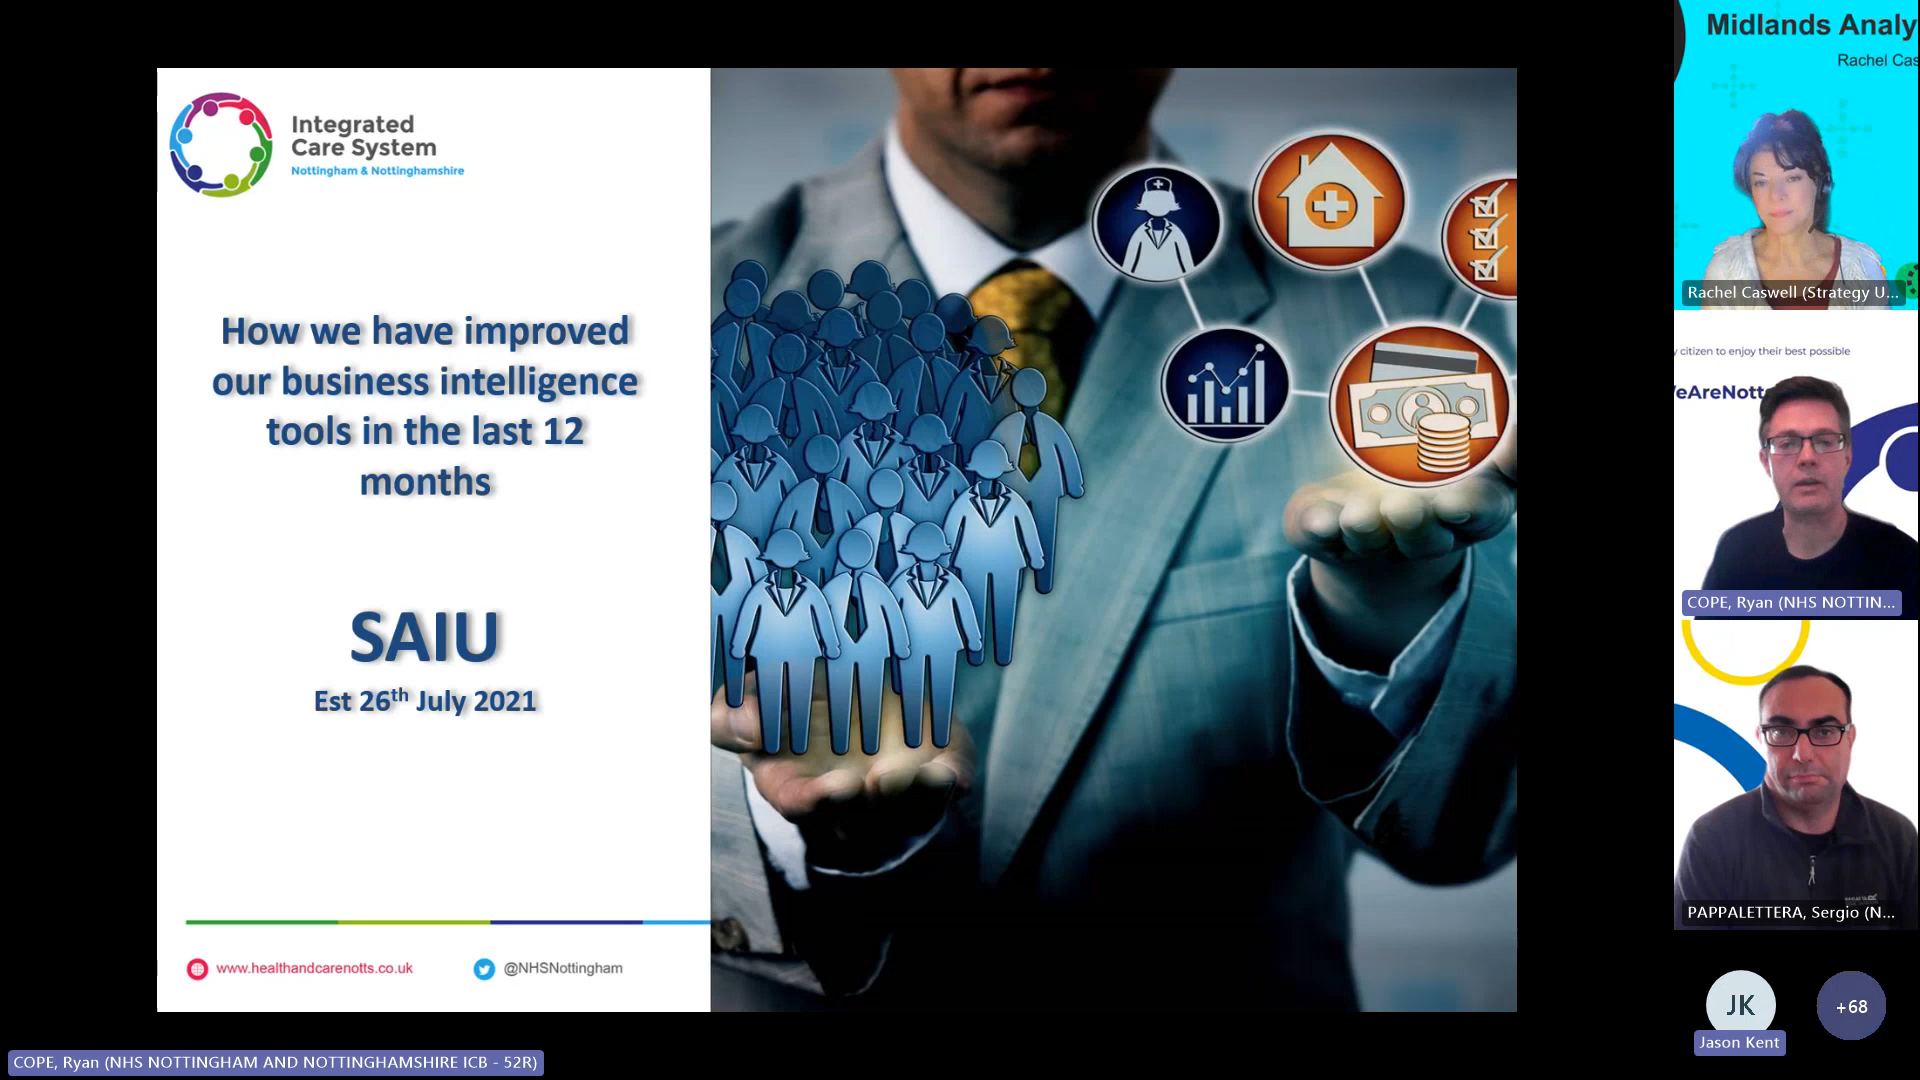 Integrated
Care System
Nottingham & Nottinghamshire
How we have improved
our business intelligence
tools in the last 12
months
SAIU
Est 26th July 2021
www.healthandcarenotts.co.uk
@NHSNottingham
COPE, Ryan (NHS NOTTINGHAM AND NOTTINGHAMSHIRE ICB - 52R)
Midlands Analy
Rachel Cas
Rachel Caswell (Strategy U...
y citizen to enjoy their best possible
eAreNott
COPE, Ryan (NHS NOTTIN...
PAPPALETTERA, Sergio (N...
JK
+68
Jason Kent